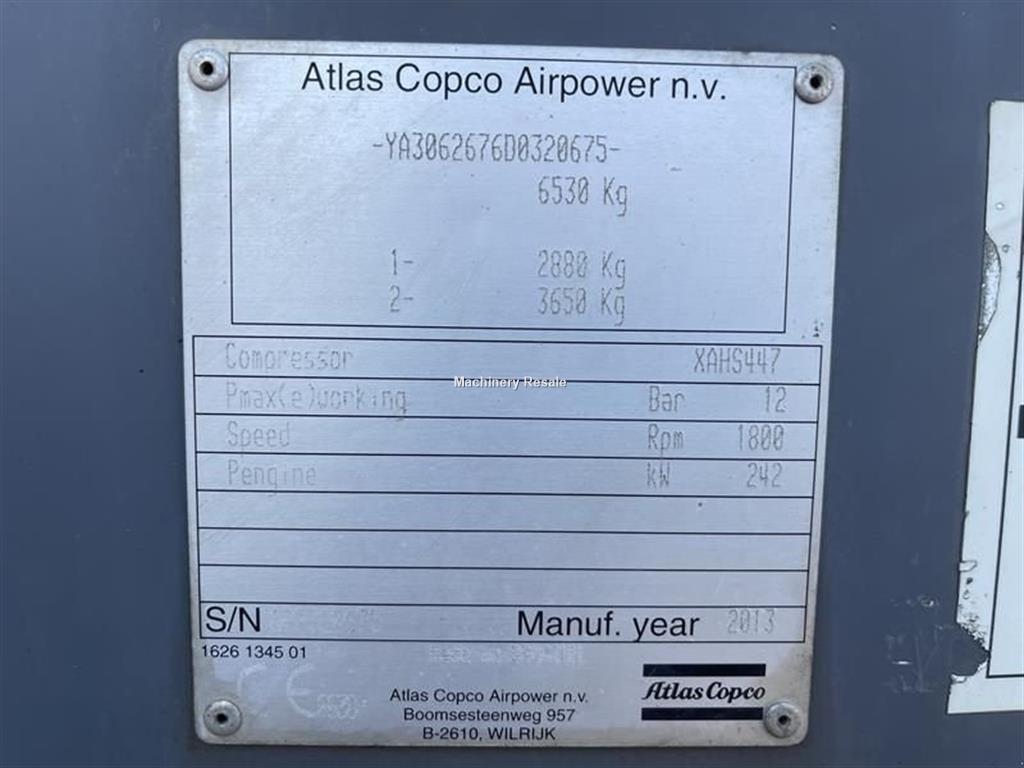 Atlas Copco Airpower n.v.
-YA3062676D0320675-
6530 Kg
1- 2880 Kg
2- 3650 Kg
Compressor XAHS447
Machinery Resale
Pmax(e)working Bar 12
Speed Rpm 1800
Pengine kW 242
S/N Manuf. year 2013
1626 1345 01
CE
Atlas Copco
Atlas Copco Airpower n.v.
Boomsesteenweg 957
B-2610, WILRIJK